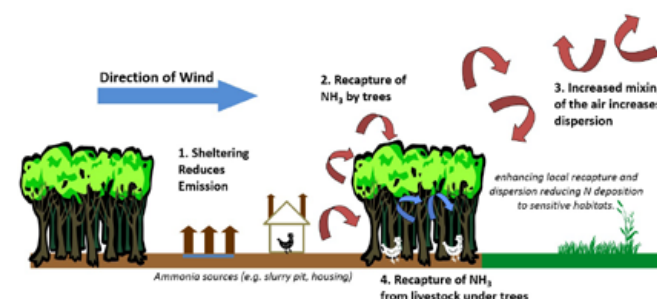 Direction of Wind
2. Recapture of
NH₃ by trees
3. Increased mixin
of the air increases
dispersion
1. Sheltering
Reduces
Emission
enhancing local recapture and
dispersion reducing N deposition
to sensitive habitats.
Ammonia sources (e.g. slurry pit, housing)
4. Recapture of NH₃
from livestock under trees